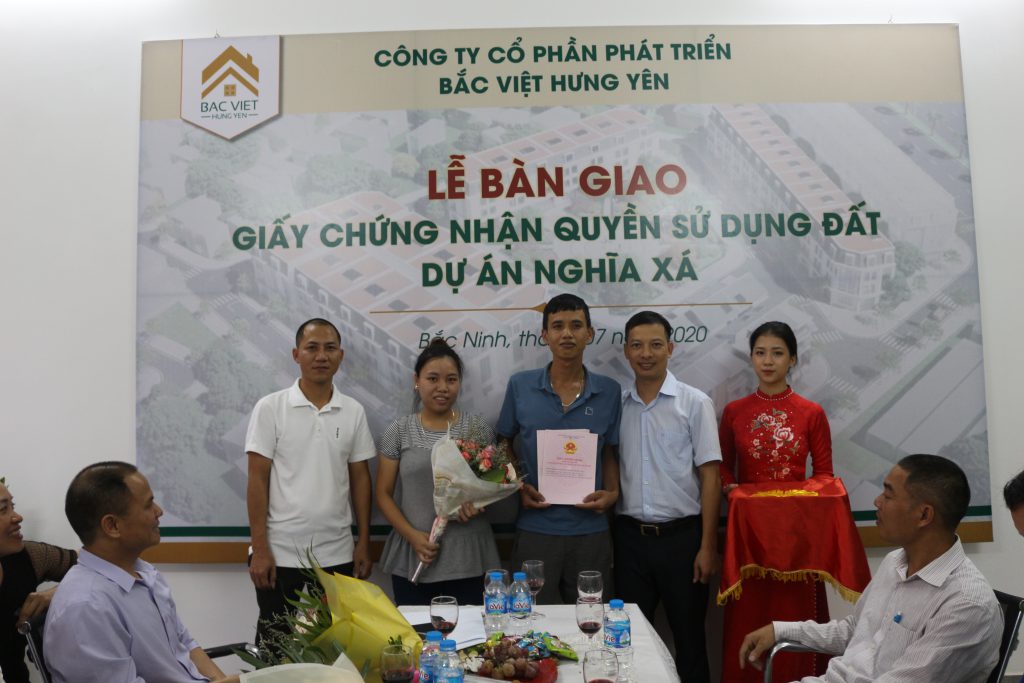 BAC VIET
HUNG YEN
CÔNG TY CỔ PHẦN PHÁT TRIỂN
BẮC VIỆT HƯNG YÊN
LỄ BÀN GIAO
GIẤY CHỨNG NHẬN QUYỀN SỬ DỤNG ĐẤT
DỰ ÁN NGHĨA XÁ
Bắc Ninh, 07 2020